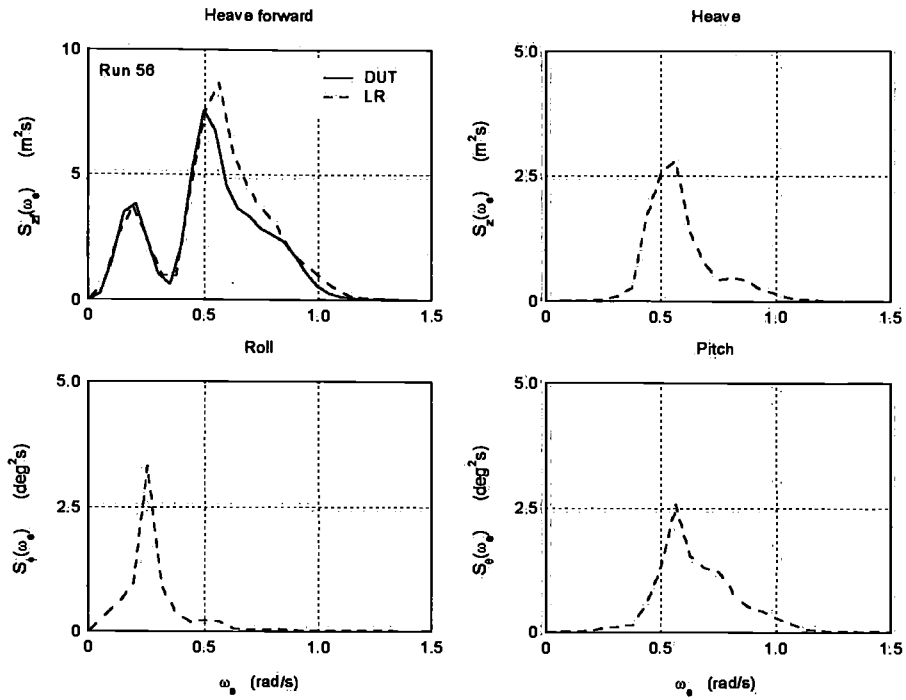 Heave forward
Heave
10
5
0
S_zf(ω_e) (m²s)
Run 56
DUT
LR
0 0.5 1.0 1.5
5.0
2.5
0
S_z(ω_e) (m²s)
0 0.5 1.0 1.5
Roll
Pitch
5.0
2.5
0
S_ϕ(ω_e) (deg²s)
0 0.5 1.0 1.5
ω_e (rad/s)
5.0
2.5
0
S_θ(ω_e) (deg²s)
0 0.5 1.0 1.5
ω_e (rad/s)